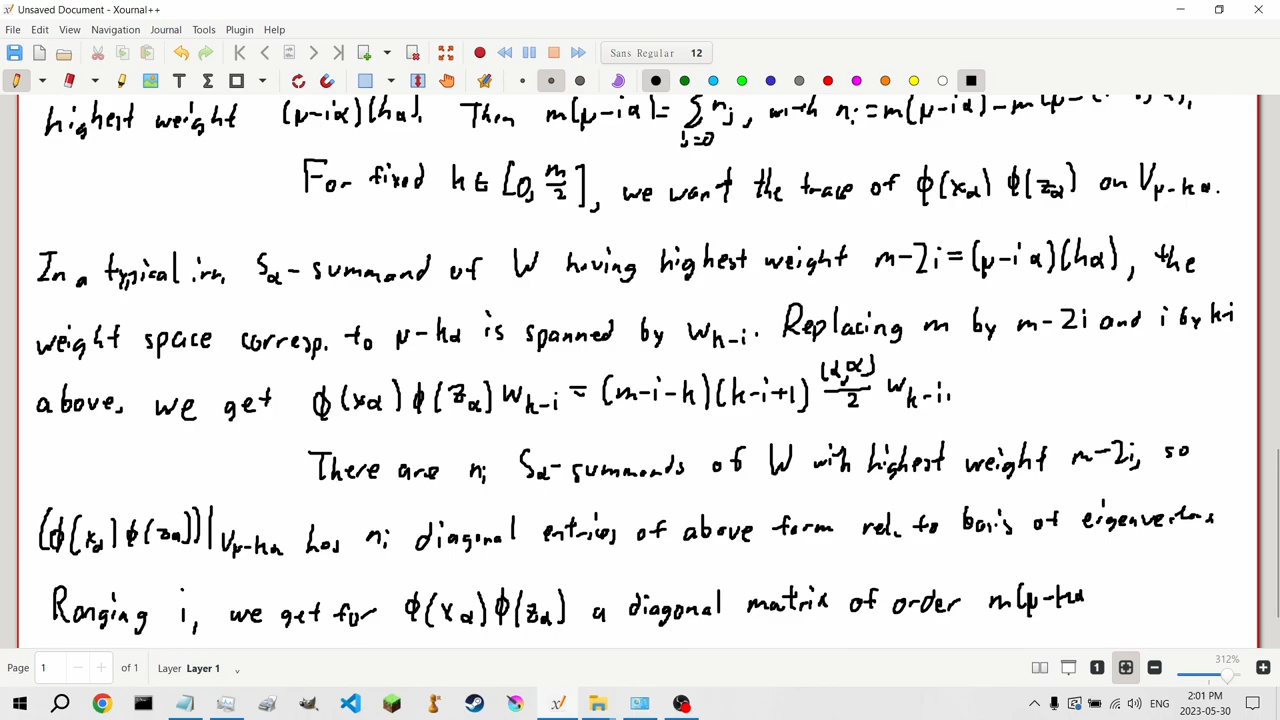 Unsaved Document - Xournal++
File Edit View Navigation Journal Tools Plugin Help
Sans Regular 12
highest weight (μ-iα)(hα). Then m(μ-iα)=∑ nj, with ni=m(μ-iα)-m(μ-
j=0
For fixed k∈[0, m/2], we want the trace of ϕ(xα) ϕ(zα) on Vμ-kα.
In a typical irr. Sα-summand of W having highest weight m-2i=(μ-iα)(hα), the
weight space corresp. to μ-kα is spanned by wk-i. Replacing m by m-2i and i by k-i
above, we get ϕ(xα) ϕ(zα) wk-i = (m-i-k)(k-i+1) (α,α)/2 wk-i.
There are ni Sα-summands of W with highest weight m-2i, so
(ϕ(xα) ϕ(zα))|Vμ-kα has ni diagonal entries of above form rel. to basis of eigenvectors
Ranging i, we get for ϕ(xα)ϕ(zα) a diagonal matrix of order m(μ-kα
Page 1 of 1 Layer Layer 1 1 312%
ENG 2:01 PM
2023-05-30